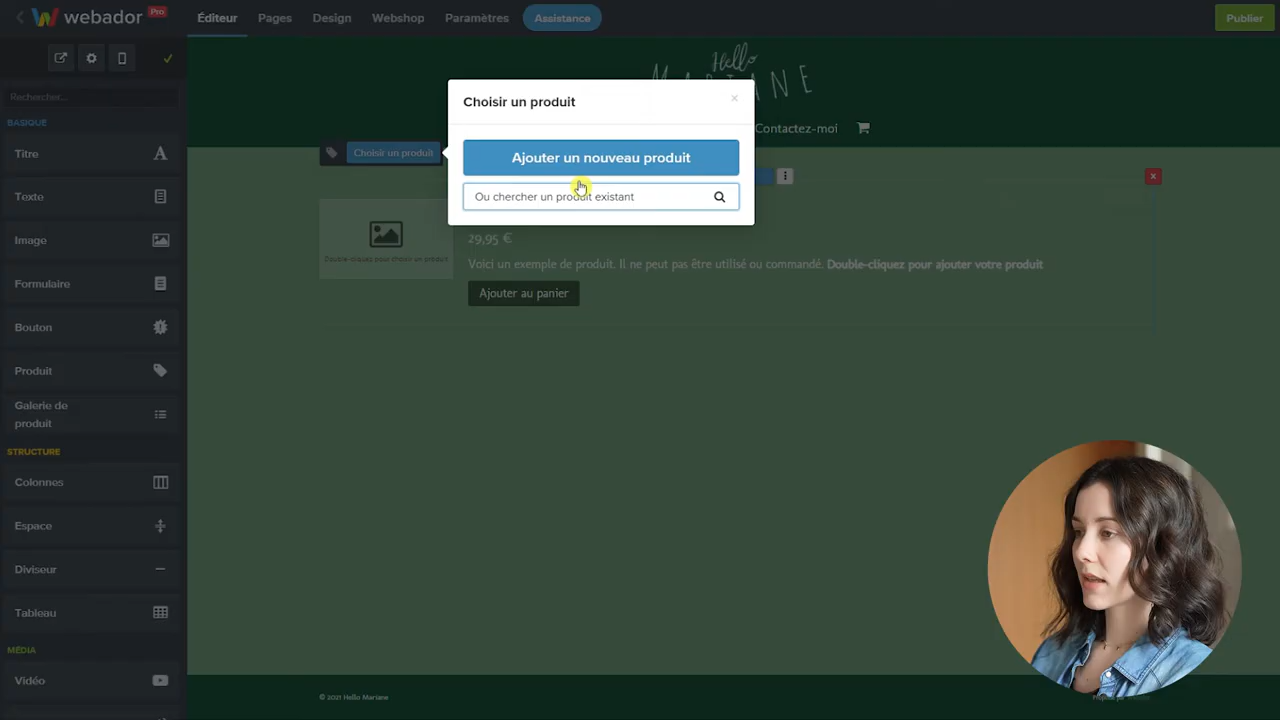 webador Pro
Éditeur
Pages
Design
Webshop
Paramètres
Assistance
Publier
Rechercher...
BASIQUE
Titre
Texte
Image
Formulaire
Bouton
Produit
Galerie de
produit
STRUCTURE
Colonnes
Espace
Diviseur
Tableau
MÉDIA
Vidéo
Hello
Contactez-moi
Choisir un produit
Choisir un produit
×
Ajouter un nouveau produit
Ou chercher un produit existant
Double-cliquez pour choisir un produit
29,95 €
Voici un exemple de produit. Il ne peut pas être utilisé ou commandé. Double-cliquez pour ajouter votre produit
Ajouter au panier
© 2021 Hello Mariane